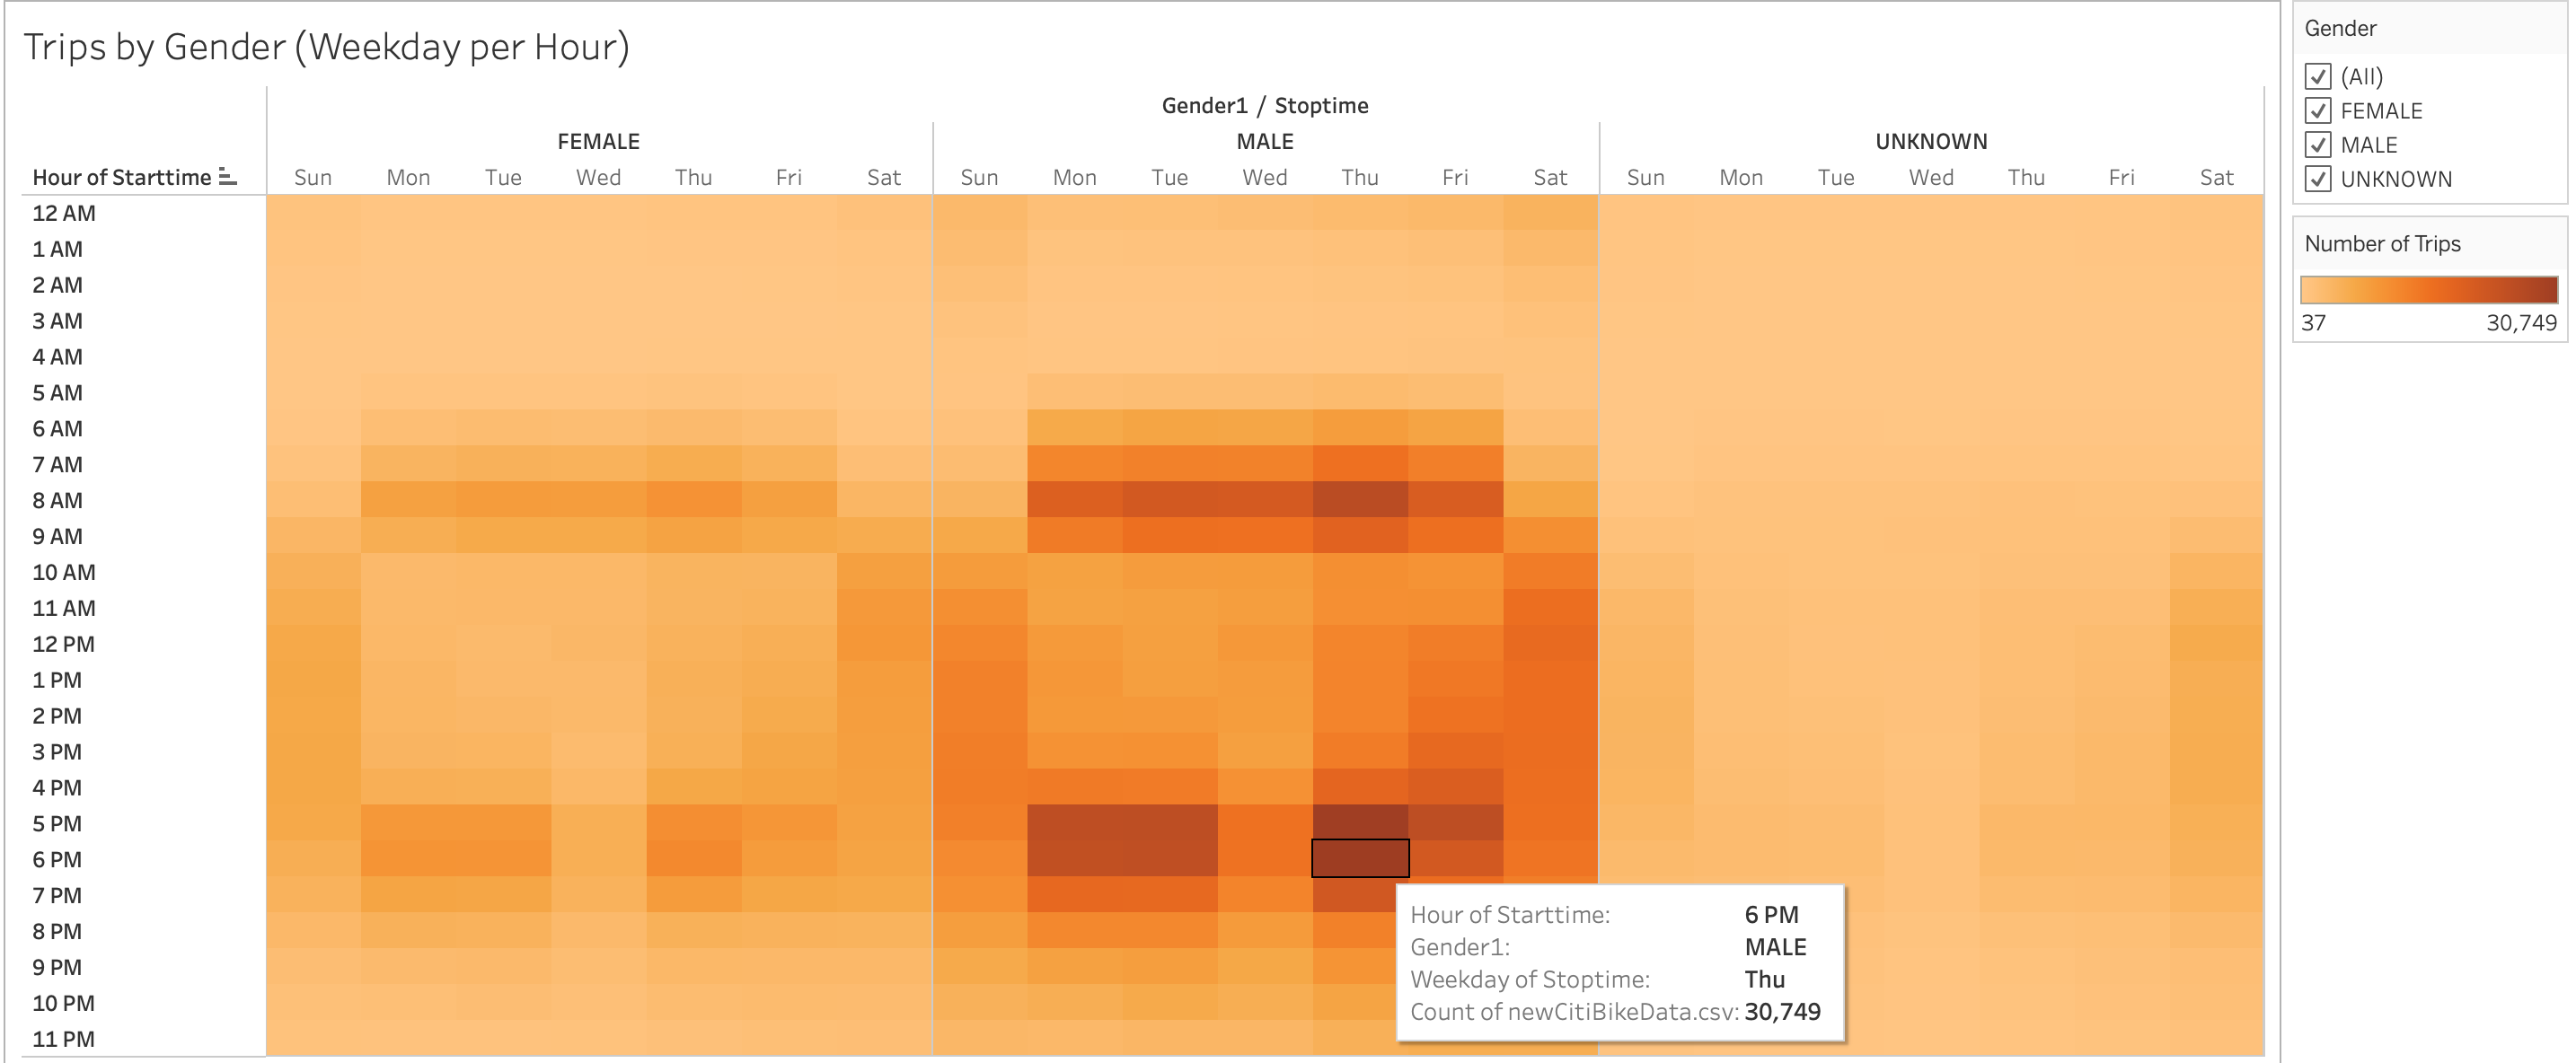 Trips by Gender (Weekday per Hour)
Gender1 / Stoptime
FEMALE MALE UNKNOWN
Hour of Starttime Sun Mon Tue Wed Thu Fri Sat Sun Mon Tue Wed Thu Fri Sat Sun Mon Tue Wed Thu Fri Sat
12 AM
1 AM
2 AM
3 AM
4 AM
5 AM
6 AM
7 AM
8 AM
9 AM
10 AM
11 AM
12 PM
1 PM
2 PM
3 PM
4 PM
5 PM
6 PM
7 PM
8 PM
9 PM
10 PM
11 PM
Hour of Starttime: 6 PM
Gender1: MALE
Weekday of Stoptime: Thu
Count of newCitiBikeData.csv: 30,749
Gender
(All)
FEMALE
MALE
UNKNOWN
Number of Trips
37 30,749